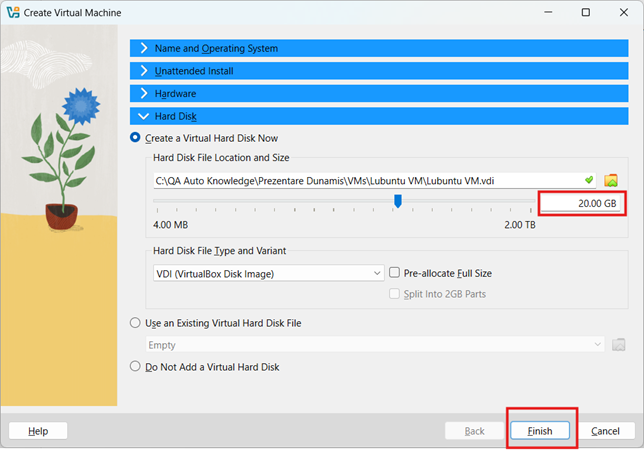 Create Virtual Machine
Name and Operating System
Unattended Install
Hardware
Hard Disk
Create a Virtual Hard Disk Now
Hard Disk File Location and Size
C:\QA Auto Knowledge\Prezentare Dunamis\VMs\Lubuntu VM\Lubuntu VM.vdi
20.00 GB
4.00 MB 2.00 TB
Hard Disk File Type and Variant
VDI (VirtualBox Disk Image) Pre-allocate Full Size
Split Into 2GB Parts
Use an Existing Virtual Hard Disk File
Empty
Do Not Add a Virtual Hard Disk
Help Back Finish Cancel